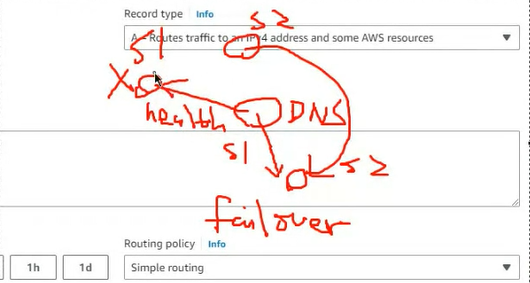 Record type Info
S2
A – Routes traffic to an IPv4 address and some AWS resources
S1
X
health
DNS
S1
S2
failover
Routing policy Info
1h 1d Simple routing